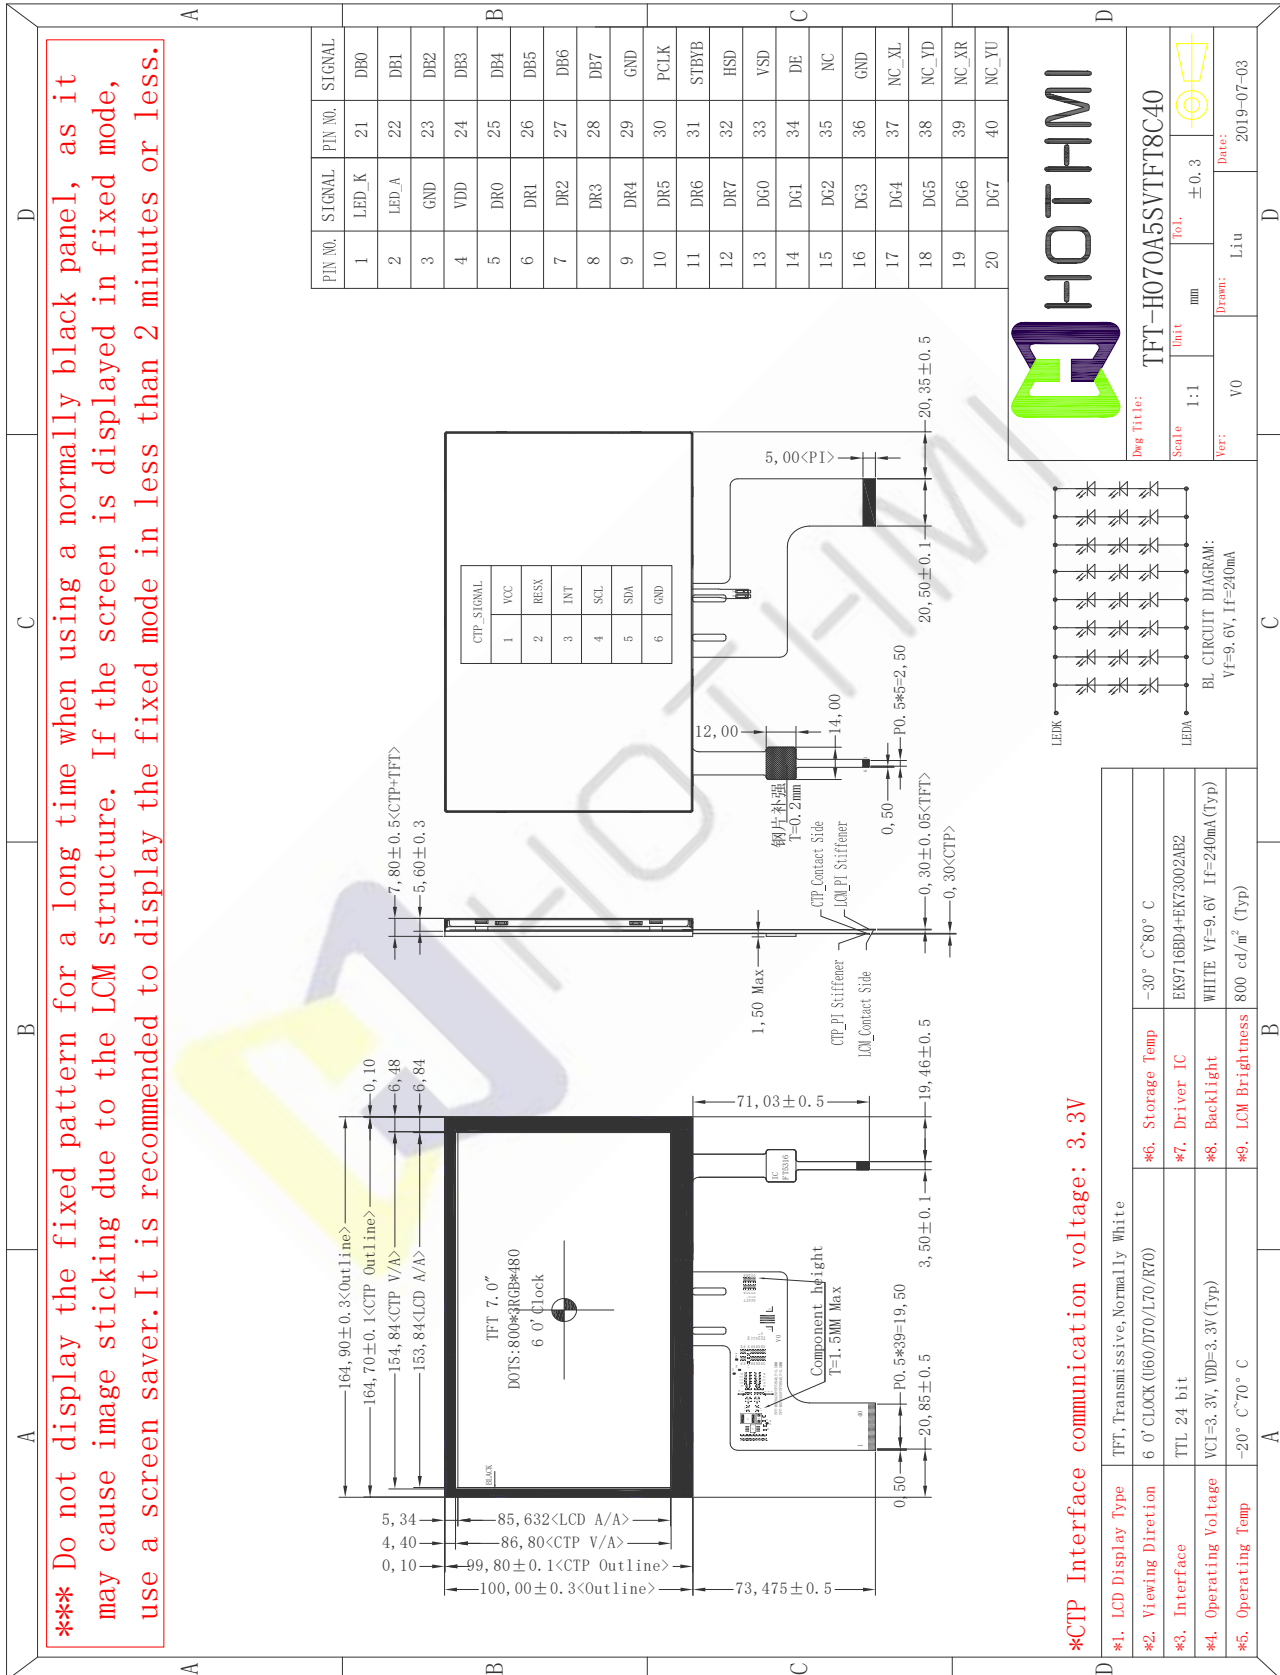 *** Do not display the fixed pattern for a long time when using a normally black panel, as it
may cause image sticking due to the LCM structure. If the screen is displayed in fixed mode,
use a screen saver.It is recommended to display the fixed mode in less than 2 minutes or less.
A
B
C
D
A
B
C
D
164,90±0.3<Outline>
0,10
164,70±0.1<CTP Outline>
6,48
154,84<CTP V/A>
6,84
153,84<LCD A/A>
5,34
85,632<LCD A/A>
4,40
86,80<CTP V/A>
0,10
99,80±0.1<CTP Outline>
100,00±0.3<Outline>
73,475±0.5
TFT 7.0"
DOTS:800*3RGB*480
6 O'Clock
BLACK
IC
FT5316
71,03±0.5
19,46±0.5
3,50±0.1
Component height
T=1.5MM Max
V0
1
40
0,50
P0.5*39=19,50
20,85±0.5
7,80±0.5<CTP+TFT>
5,60±0.3
1,50 Max
CTP_PI Stiffener
LCM_Contact Side
CTP_Contact Side
LCM_PI Stiffener
0,30±0.05<TFT>
0,30<CTP>
CTP_SIGNAL
1 VCC
2 RESX
3 INT
4 SCL
5 SDA
6 GND
12,00
14,00
钢片补强
T=0.2mm
0,50
P0.5*5=2,50
5,00<PI>
20,50±0.1
20,35±0.5
PIN NO. SIGNAL PIN NO. SIGNAL
1 LED_K 21 DB0
2 LED_A 22 DB1
3 GND 23 DB2
4 VDD 24 DB3
5 DR0 25 DB4
6 DR1 26 DB5
7 DR2 27 DB6
8 DR3 28 DB7
9 DR4 29 GND
10 DR5 30 PCLK
11 DR6 31 STBYB
12 DR7 32 HSD
13 DG0 33 VSD
14 DG1 34 DE
15 DG2 35 NC
16 DG3 36 GND
17 DG4 37 NC_XL
18 DG5 38 NC_YD
19 DG6 39 NC_XR
20 DG7 40 NC_YU
HOTHMI
*CTP Interface communication voltage: 3.3V
*1. LCD Display Type TFT,Transmissive,Normally White
*2. Viewing Diretion 6 O'CLOCK(U60/D70/L70/R70) *6. Storage Temp -30° C~80° C
*3. Interface TTL 24 bit *7. Driver IC EK9716BD4+EK73002AB2
*4. Operating Voltage VCI=3.3V,VDD=3.3V(Typ) *8. Backlight WHITE Vf=9.6V If=240mA(Typ)
*5. Operating Temp -20° C~70° C *9. LCM Brightness 800 cd/m² (Typ)
LEDK
LEDA
BL CIRCUIT DIAGRAM:
Vf=9.6V,If=240mA
HOTHMI
Dwg Title: TFT-H070A5SVTFT8C40
Scale 1:1 Unit mm Tol. ±0.3
Ver: V0 Drawn: Liu Date: 2019-07-03
A
B
C
D
A
B
C
D